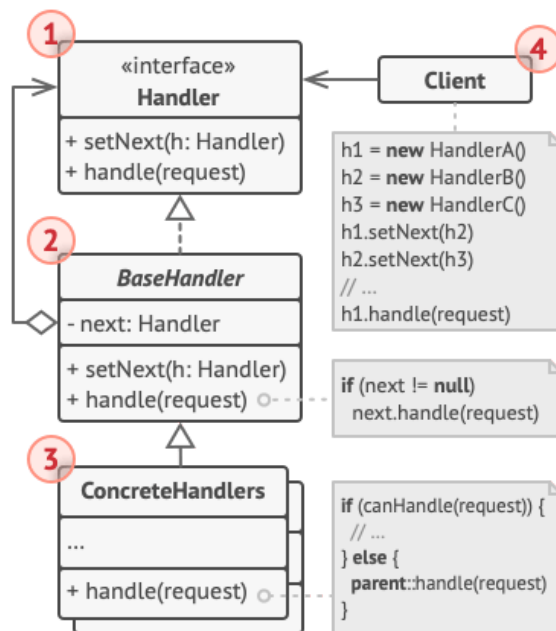 1
«interface»
Handler
+ setNext(h: Handler)
+ handle(request)
4
Client
h1 = new HandlerA()
h2 = new HandlerB()
h3 = new HandlerC()
h1.setNext(h2)
h2.setNext(h3)
// ...
h1.handle(request)
2
BaseHandler
- next: Handler
+ setNext(h: Handler)
+ handle(request)
if (next != null)
next.handle(request)
3
ConcreteHandlers
...
+ handle(request)
if (canHandle(request)) {
// ...
} else {
parent::handle(request)
}